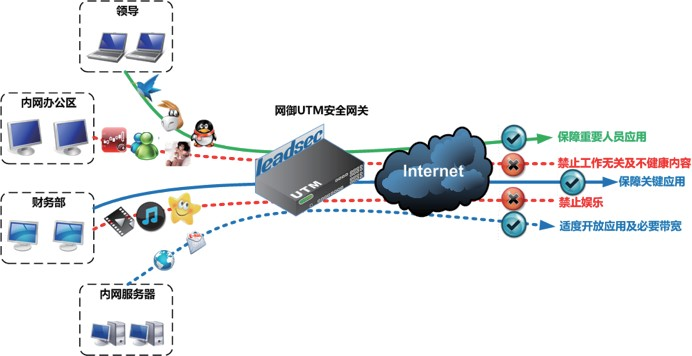 领导
内网办公区
网御UTM安全网关
leadsec
UTM
Internet
保障重要人员应用
禁止工作无关及不健康内容
保障关键应用
禁止娱乐
适度开放应用及必要带宽
财务部
内网服务器